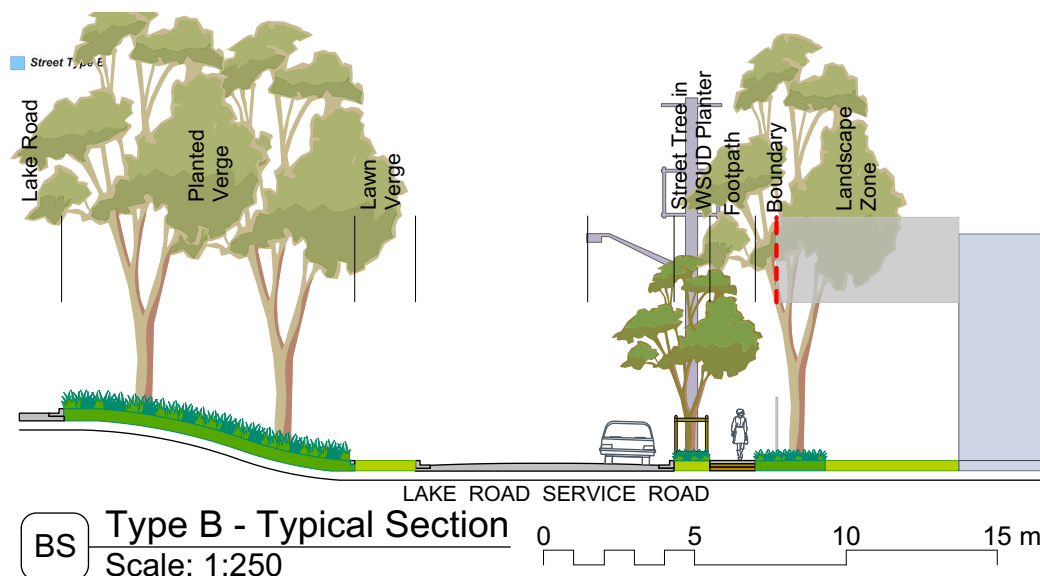 Street Type B
Lake Road
Planted
Verge
Lawn
Verge
Street Tree in
WSUD Planter
Footpath
Boundary
Landscape
Zone
LAKE ROAD SERVICE ROAD
BS
Type B - Typical Section
Scale: 1:250
0 5 10 15 m